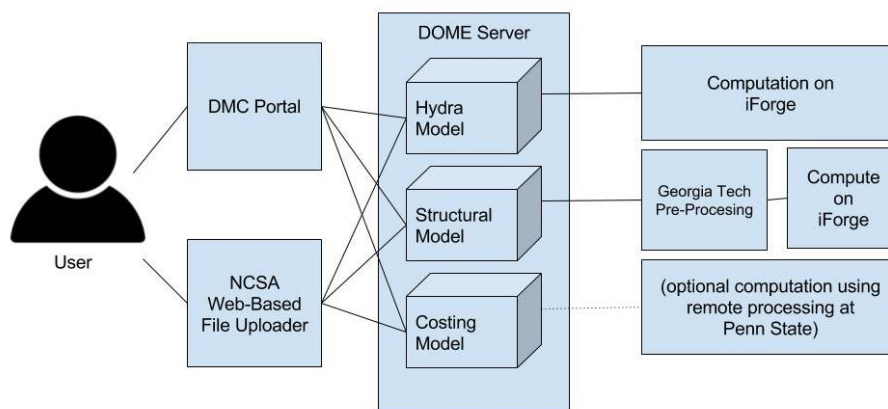 User
DMC Portal
NCSA
Web-Based
File Uploader
DOME Server
Hydra
Model
Structural
Model
Costing
Model
Computation on
iForge
Georgia Tech
Pre-Procesing
Compute
on
iForge
(optional computation using
remote processing at
Penn State)